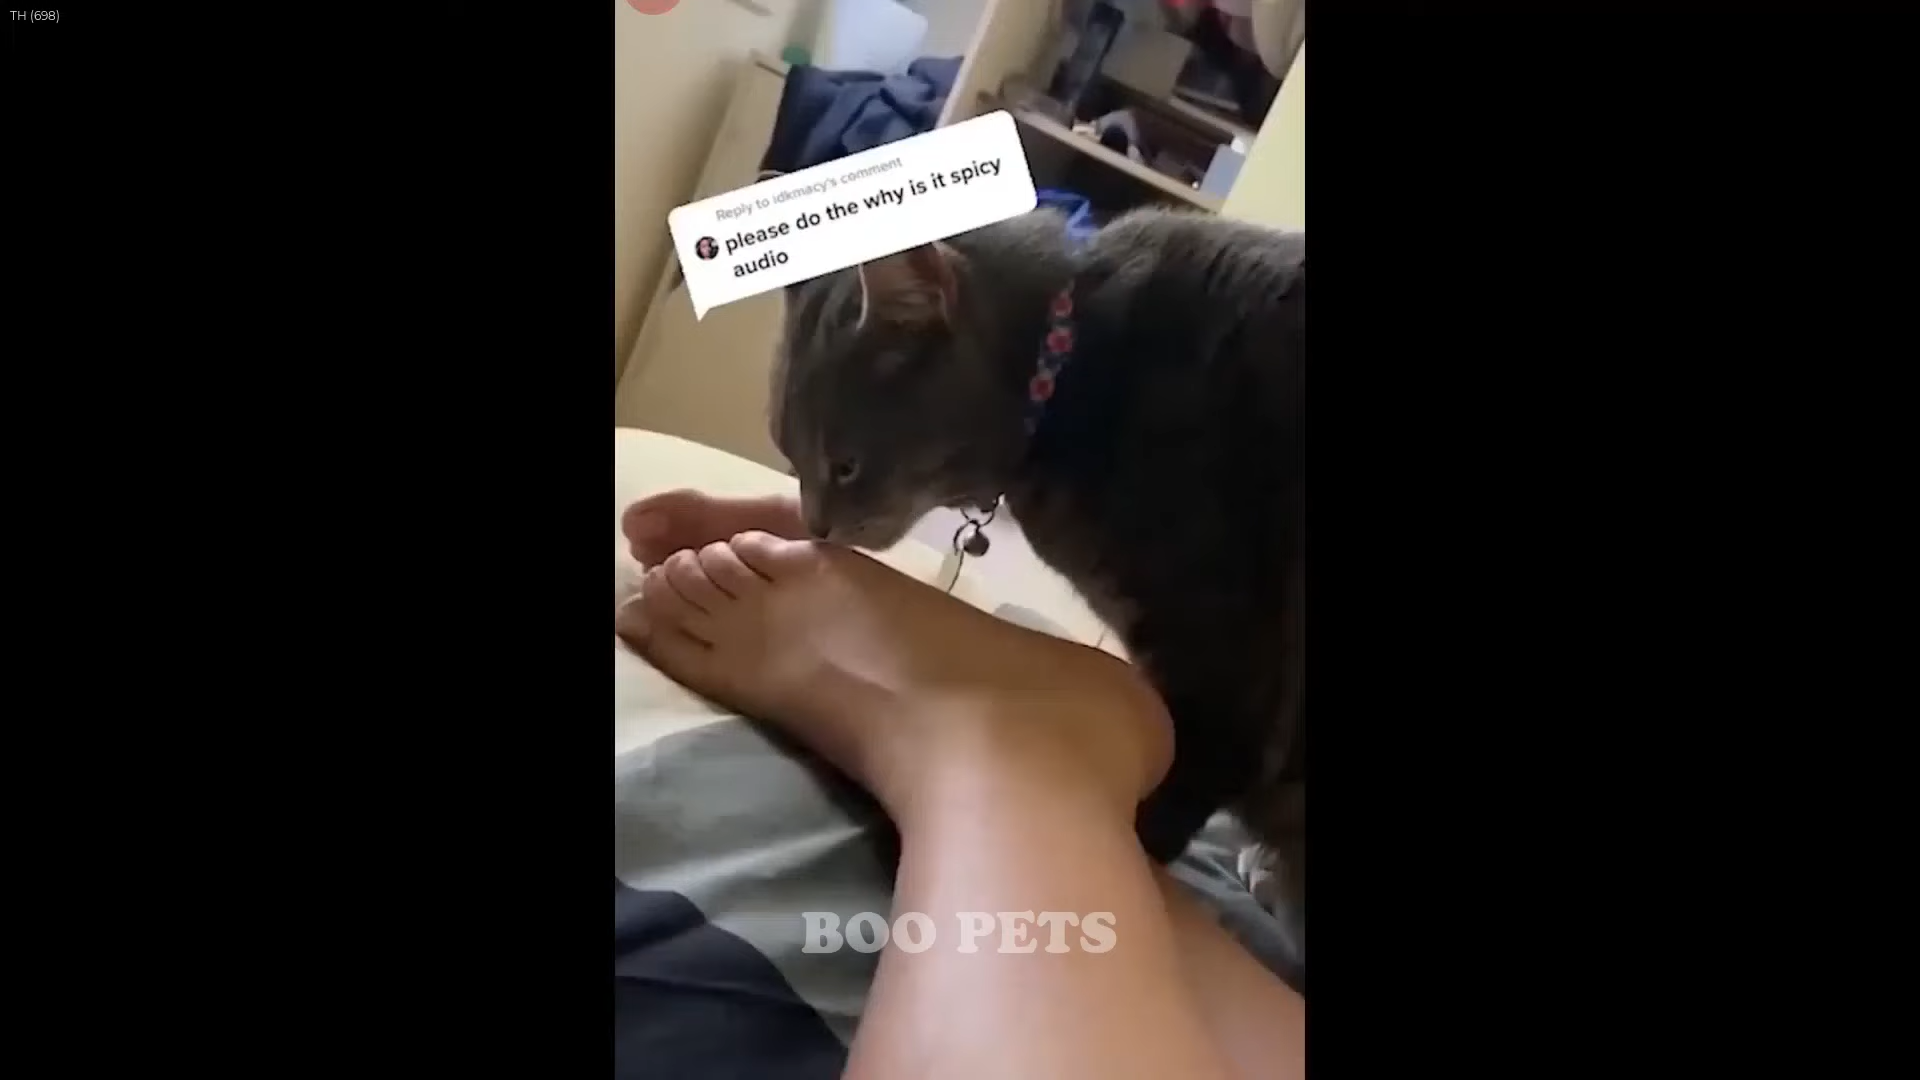 TH (698)
Reply to idkmacy's comment
please do the why is it spicy
audio
BOO PETS